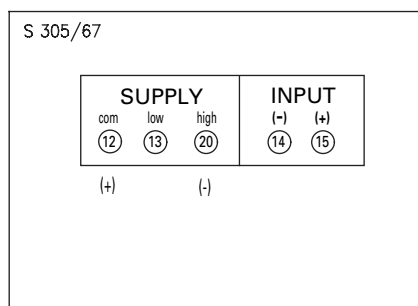 S 305/67
SUPPLY INPUT
com low high (-) (+)
12 13 20 14 15
(+) (-)